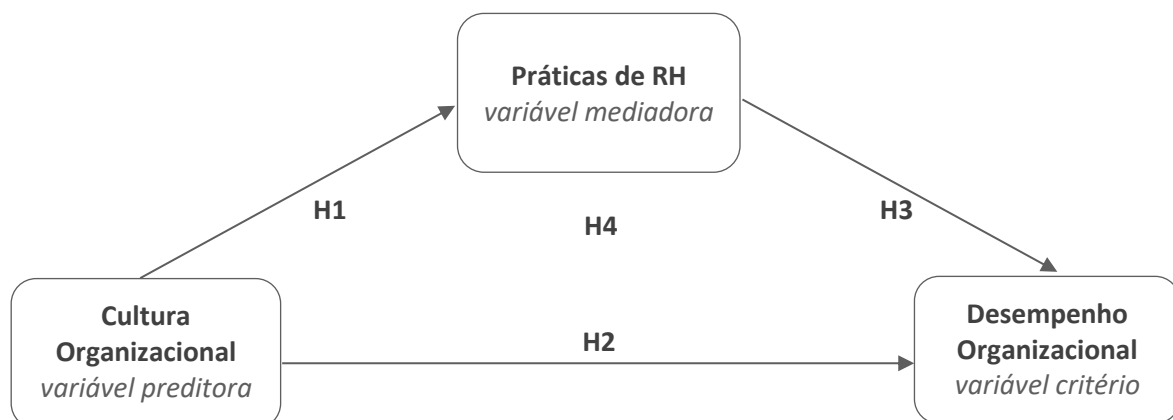 Práticas de RH
variável mediadora
H1
H3
H4
Cultura
Organizacional
variável preditora
H2
Desempenho
Organizacional
variável critério